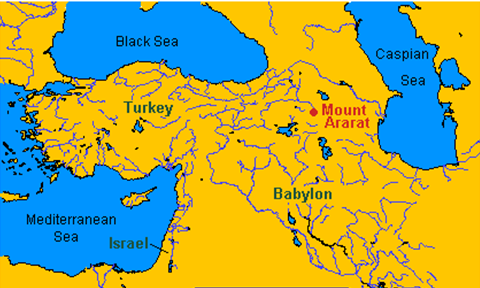 Black Sea
Caspian
Sea
Turkey
Mount
Ararat
Babylon
Mediterranean
Sea
Israel